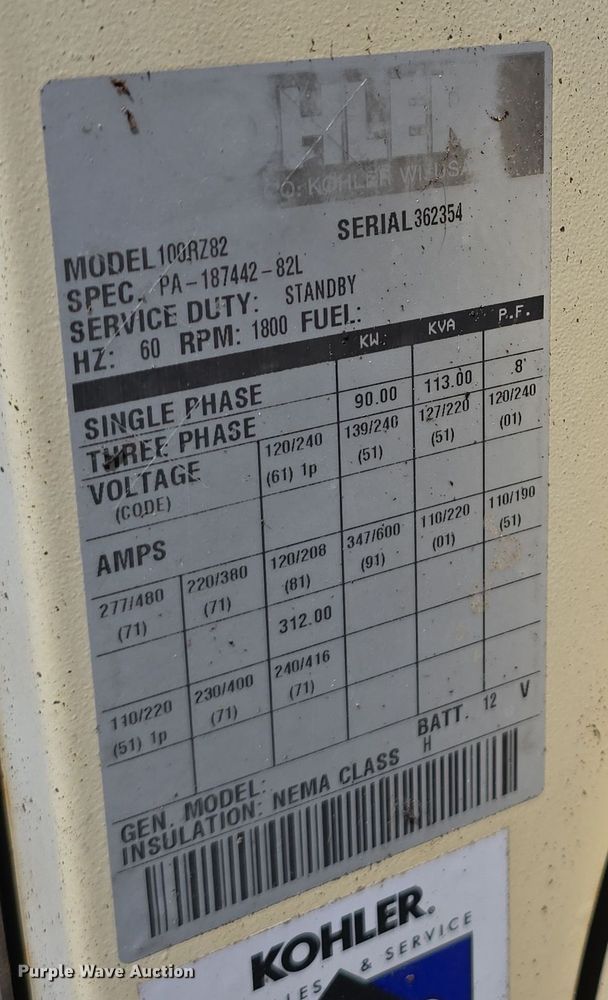 HLER
O. KOHLER WI. USA
MODEL 100RZ82 SERIAL 362354
SPEC. PA-187442-82L
SERVICE DUTY: STANDBY
HZ: 60 RPM: 1800 FUEL:
KW KVA P.F.
SINGLE PHASE
THREE PHASE 90.00 113.00 .8
VOLTAGE 120/240 139/240 127/220 120/240
(CODE) (61) 1p (51) (51) (01)
AMPS
277/480 220/380 120/208 347/600 110/220 110/190
(71) (71) (81) (91) (01) (51)
312.00
110/220 230/400 240/416
(51) 1p (71) (71)
GEN. MODEL: BATT. 12 V
INSULATION: NEMA CLASS H
KOHLER®
LES & SERVICE
Purple Wave Auction